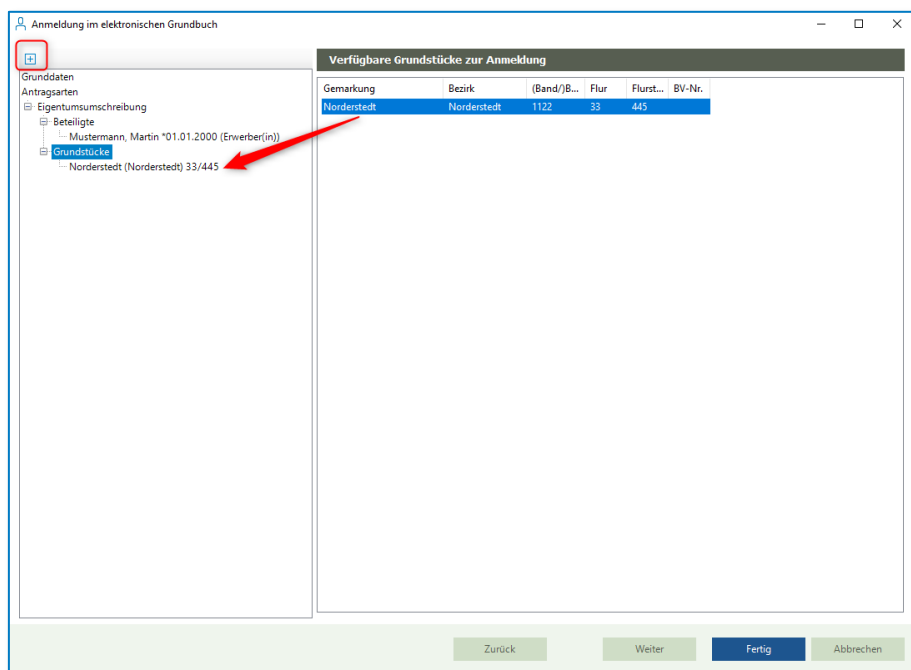 Anmeldung im elektronischen Grundbuch
Grunddaten
Antragsarten
Eigentumsumschreibung
Beteiligte
Mustermann, Martin *01.01.2000 (Erwerber(in))
Grundstücke
Norderstedt (Norderstedt) 33/445
Verfügbare Grundstücke zur Anmeldung
Gemarkung Bezirk (Band/)B... Flur Flurst... BV-Nr.
Norderstedt Norderstedt 1122 33 445
Zurück Weiter Fertig Abbrechen